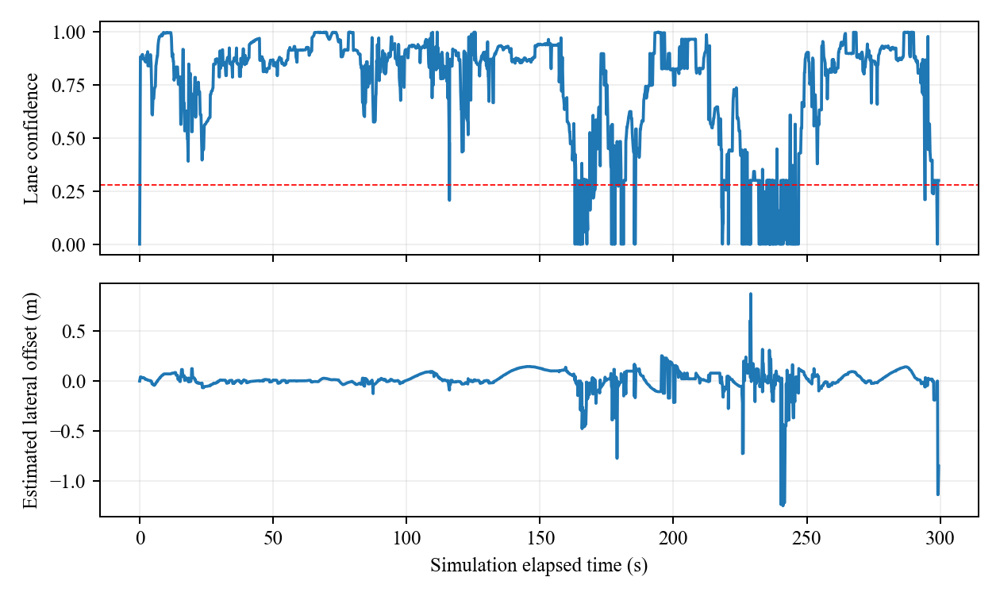 Lane confidence
1.00
0.75
0.50
0.25
0.00
Estimated lateral offset (m)
0.5
0.0
−0.5
−1.0
0 50 100 150 200 250 300
Simulation elapsed time (s)